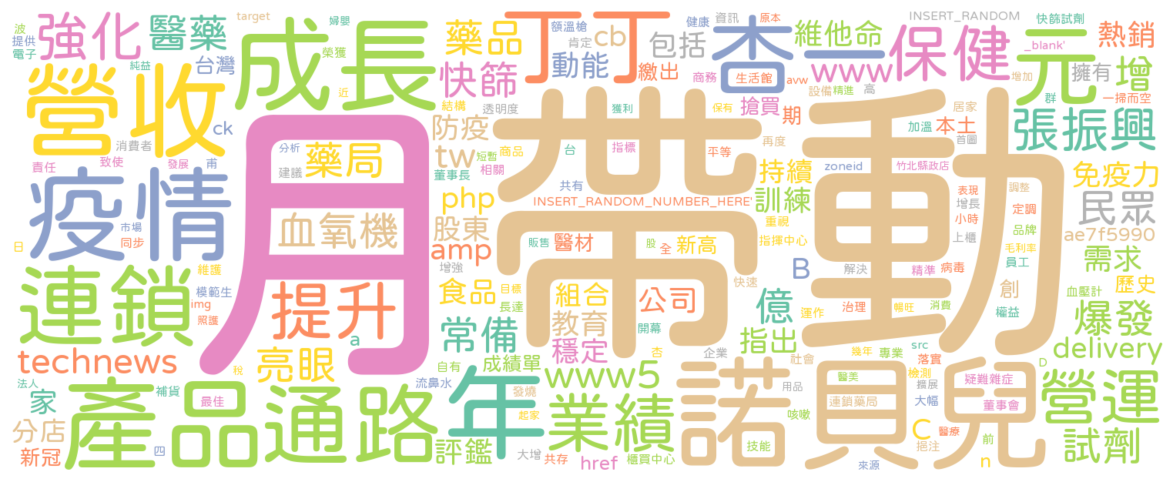 target
婦嬰
波
提供
電子
強化
醫藥
純益
榮獲
台灣
成長
藥品
丁丁
額溫槍
肯定
cb
動能
繳出
包括
健康
資訊
原本
杏一
維他命
INSERT_RANDOM
_blank'
快篩試劑
熱銷
保健
元
增
擁有
增加
一掃而空
營收
ck
近
快篩
結構
透明度
搶買
商務
生活館
avw
www
設備
精進
高
期
群
居家
消費者
防疫
獲利
保有
加溫
本土
首圖
張振興
疫情
致使
責任
發展
甫
分析
建議
藥局
tw
短暫
商品
相關
董事長
台
指標
平等
再度
持續
zoneid
竹北縣政店
表現
調整
免疫力
月
帶動
php
共有
訓練
增長
小時
定調
品牌
民眾
INSERT_RANDOM_NUMBER_HERE'
重視
市場
同步
日
維護
血氧機
股東
amp
增強
販售
醫材
股
全
新高
指揮中心
上櫃
毛利率
員工
ae7f5990
連鎖
模範生
img
照護
提升
食品
目標
長達
組合
公司
快速
B
解決
精準
病毒
需求
歷史
創
血壓計
億
運作
治理
暢旺
消費
權益
technews
亮眼
a
常備
教育
開幕
穩定
指出
爆發
delivery
秋
自有
成績單
杏
企業
社會
幾年
專業
src
落實
D
法人
家
補貨
最佳
產品
通路
流鼻水
年
發燒
起家
www5
業績
諾貝兒
用品
醫美
檢測
擴展
疑難雜症
連鎖藥局
大幅
董事會
營運
分店
新冠
四
評鑑
大增
共存
href
櫃買中心
技能
咳嗽
來源
C
挹注
醫療
前
n
試劑